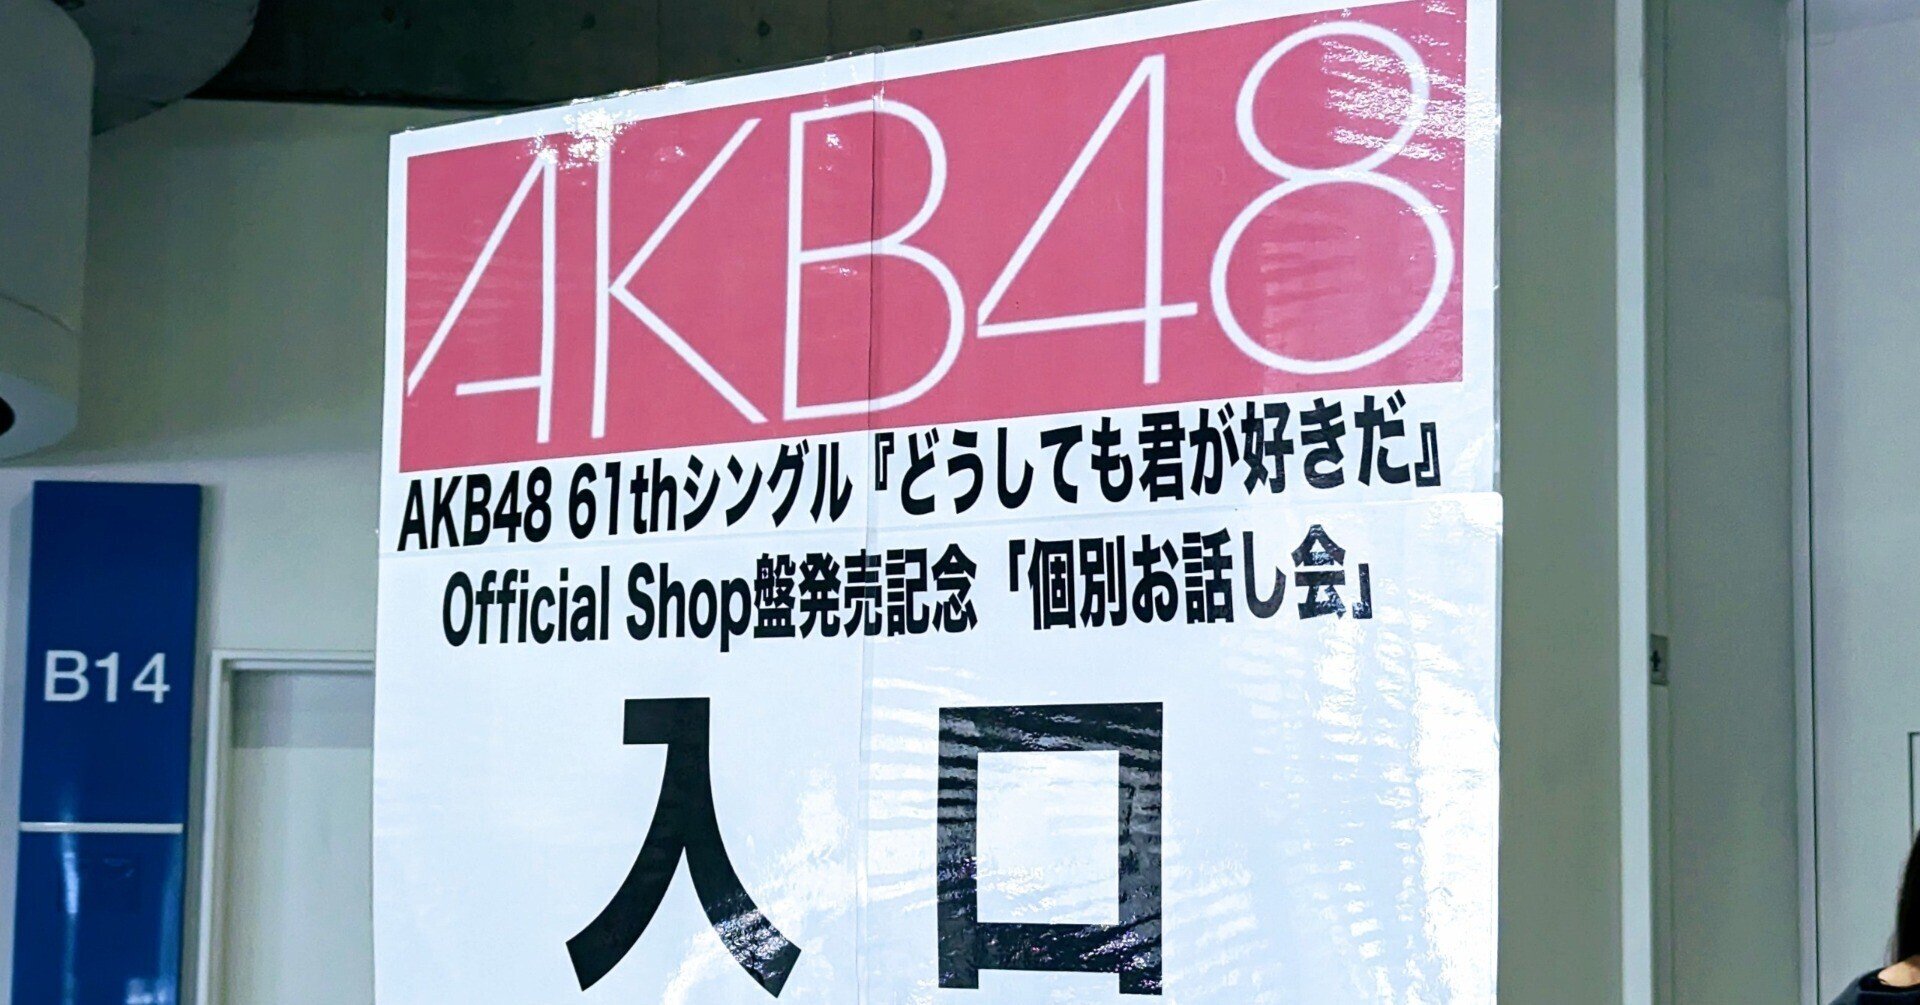 AKB48
AKB48 61thシングル『どうしても君が好きだ』
Official Shop盤発売記念「個別お話し会」
入口
B14